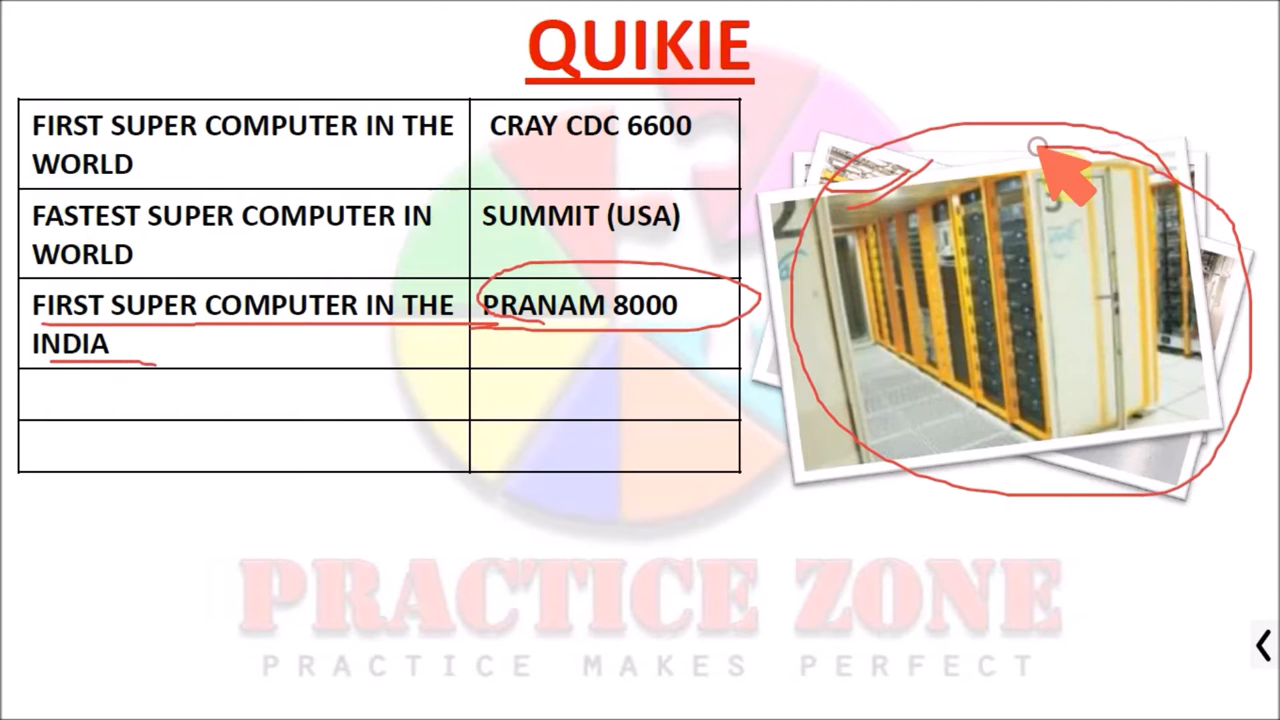 QUIKIE
FIRST SUPER COMPUTER IN THE
WORLD
CRAY CDC 6600
FASTEST SUPER COMPUTER IN
WORLD
SUMMIT (USA)
FIRST SUPER COMPUTER IN THE
INDIA
PRANAM 8000
PRACTICE ZONE
PRACTICE MAKES PERFECT